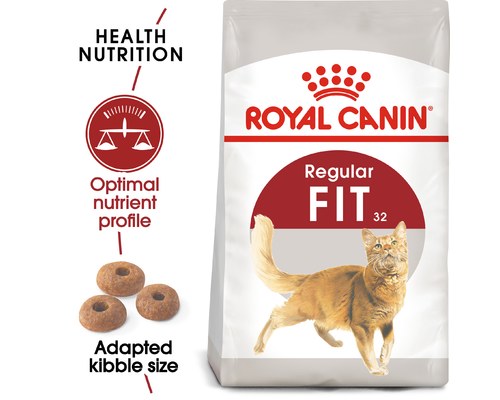 HEALTH
NUTRITION
Optimal
nutrient
profile
Adapted
kibble size
ROYAL CANIN®
Regular
FIT 32